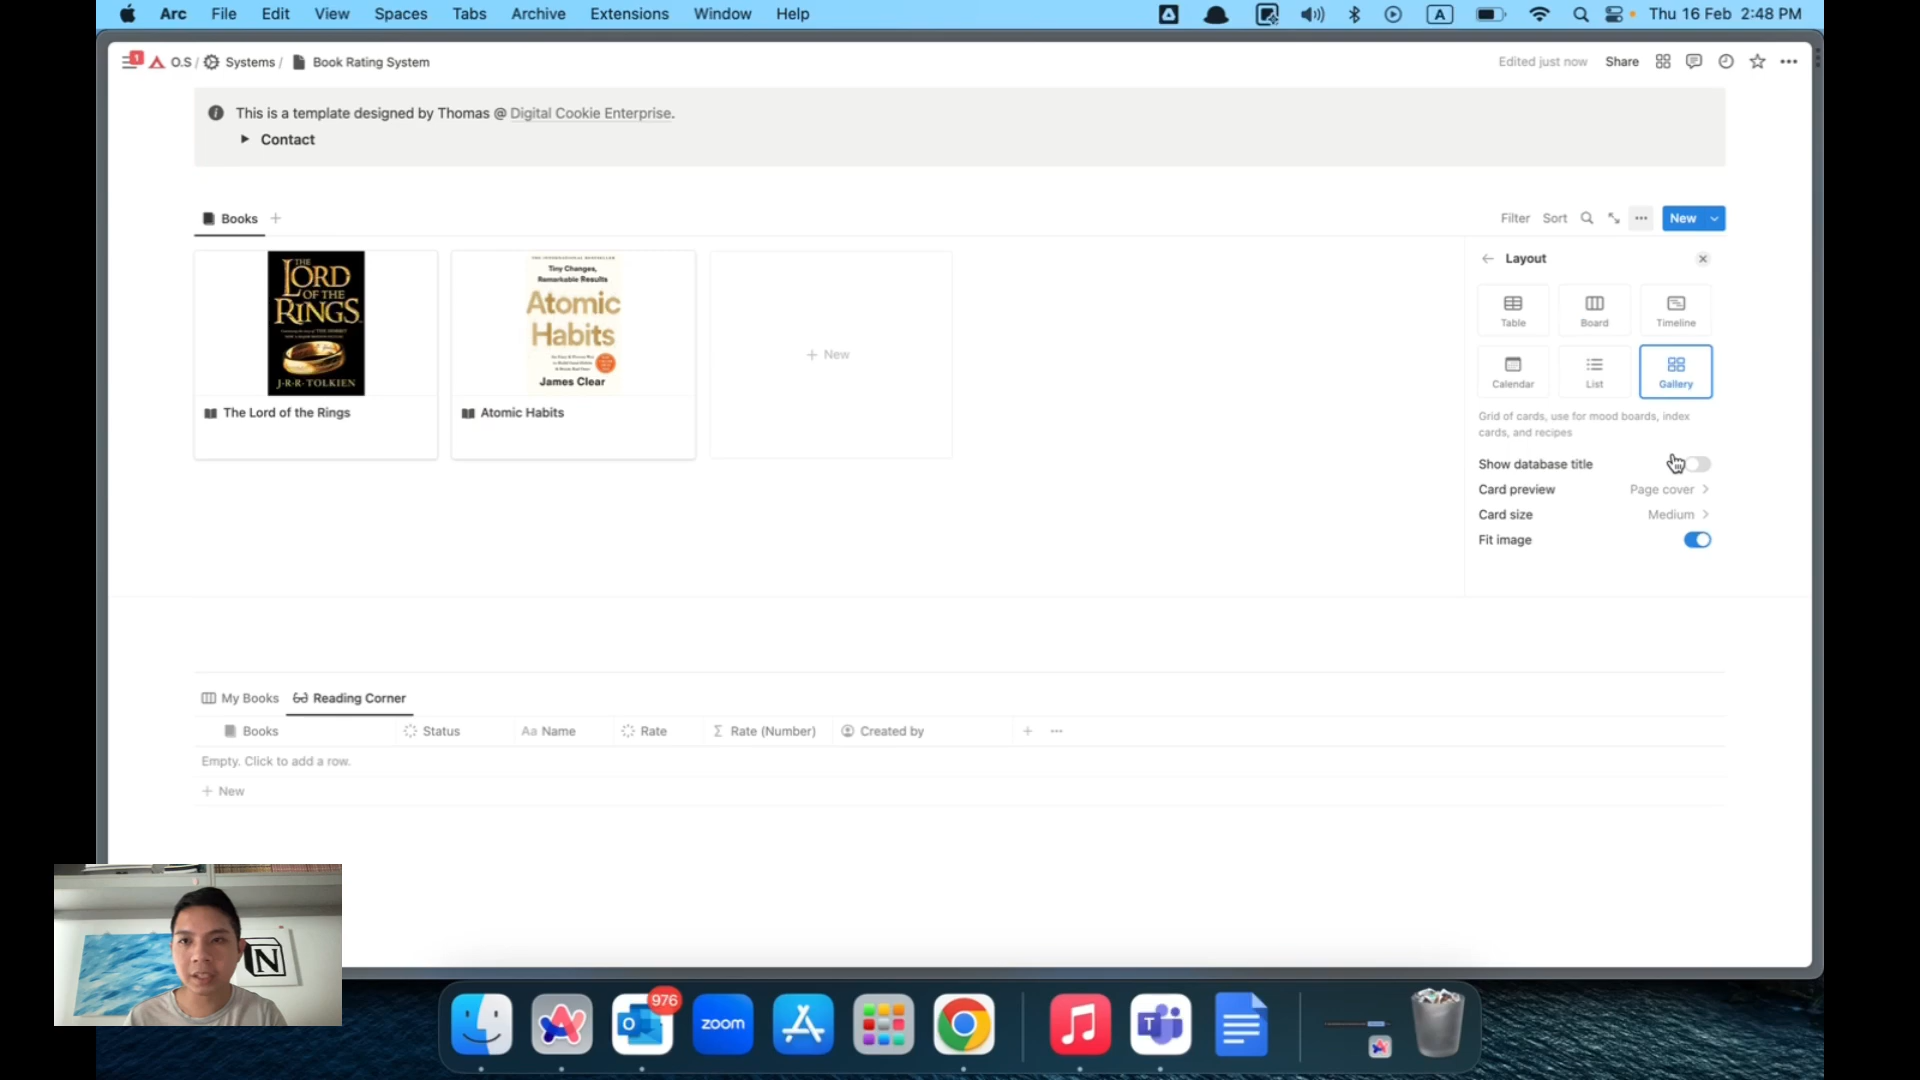 Arc File Edit View Spaces Tabs Archive Extensions Window Help
A Thu 16 Feb 2:48 PM
1 O.S / Systems / Book Rating System
Edited just now Share
This is a template designed by Thomas @ Digital Cookie Enterprise.
Contact
Books
Filter Sort New
THE
LORD
OF THE
RINGS
J·R·R·TOLKIEN
The Lord of the Rings
THE INTERNATIONAL BESTSELLER
Tiny Changes,
Remarkable Results
Atomic
Habits
James Clear
Atomic Habits
+ New
Layout
Table Board Timeline
Calendar List Gallery
Grid of cards, use for mood boards, index
cards, and recipes
Show database title
Card preview Page cover
Card size Medium
Fit image
My Books Reading Corner
Books Status Aa Name Rate Σ Rate (Number) Created by
Empty. Click to add a row.
+ New
N
976
zoom
T